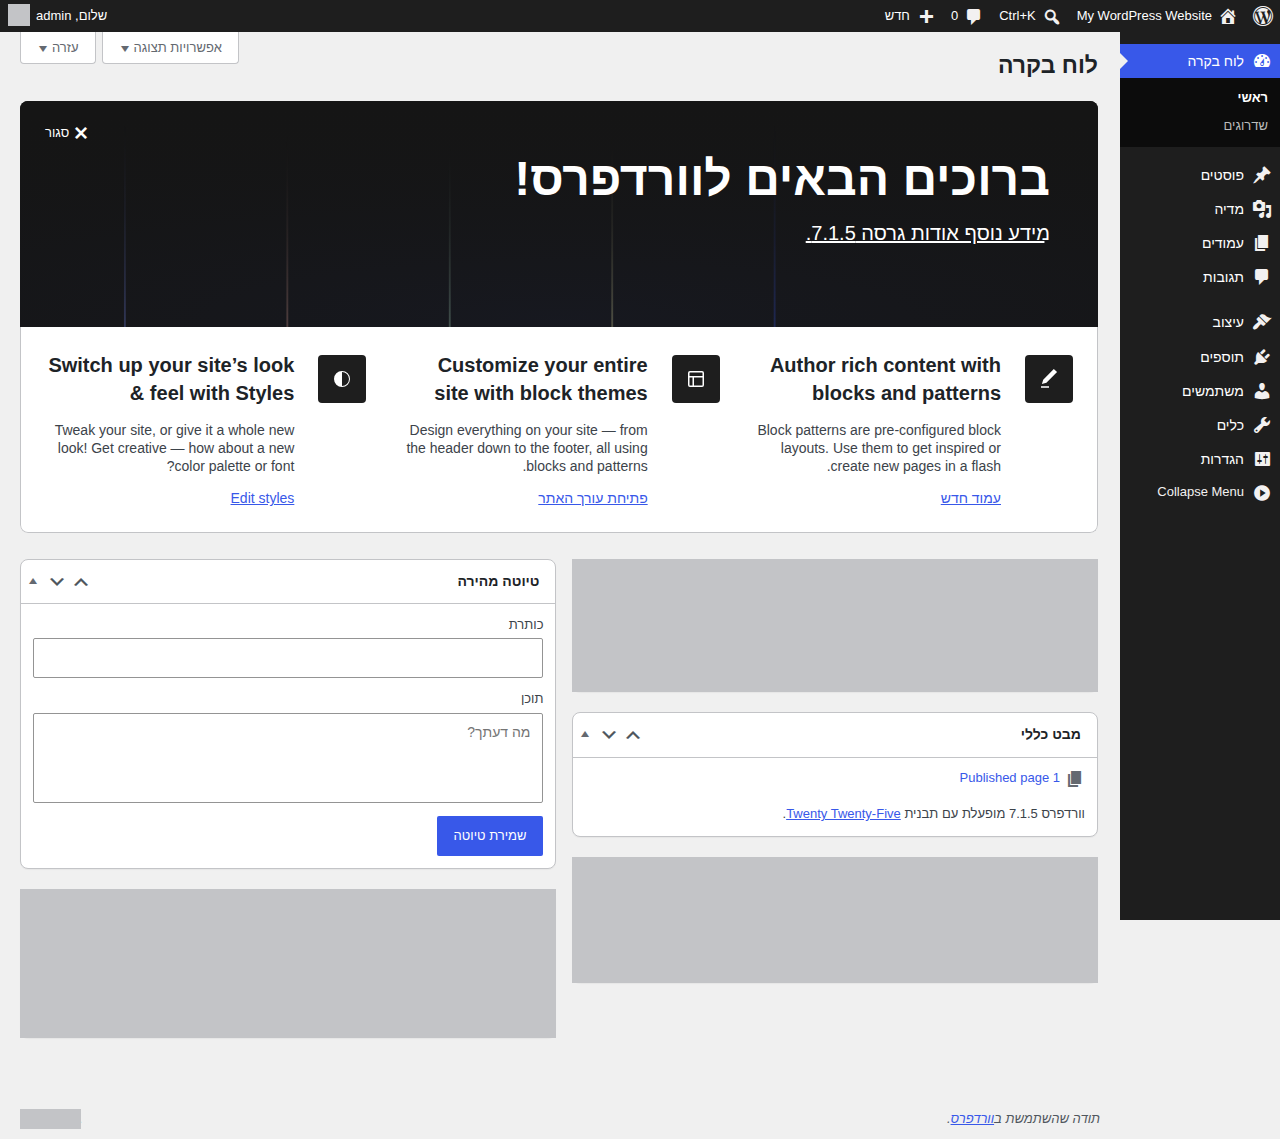 My WordPress Website
Ctrl+K
0
חדש
שלום, admin
לוח בקרה
ראשי
שדרוגים
פוסטים
מדיה
עמודים
תגובות
עיצוב
תוספים
משתמשים
כלים
הגדרות
Collapse Menu
אפשרויות תצוגה
עזרה
לוח בקרה
סגור
ברוכים הבאים לוורדפרס!
מידע נוסף אודות גרסה 7.1.5.
Author rich content with
blocks and patterns
Block patterns are pre-configured block
layouts. Use them to get inspired or
create new pages in a flash.
עמוד חדש
Customize your entire
site with block themes
Design everything on your site — from
the header down to the footer, all using
blocks and patterns.
פתיחת עורך האתר
Switch up your site’s look
& feel with Styles
Tweak your site, or give it a whole new
look! Get creative — how about a new
color palette or font?
Edit styles
מבט כללי
Published page 1
וורדפרס 7.1.5 מופעלת עם תבנית Twenty Twenty-Five.
טיוטה מהירה
כותרת
תוכן
מה דעתך?
שמירת טיוטה
תודה שהשתמשת בוורדפרס.